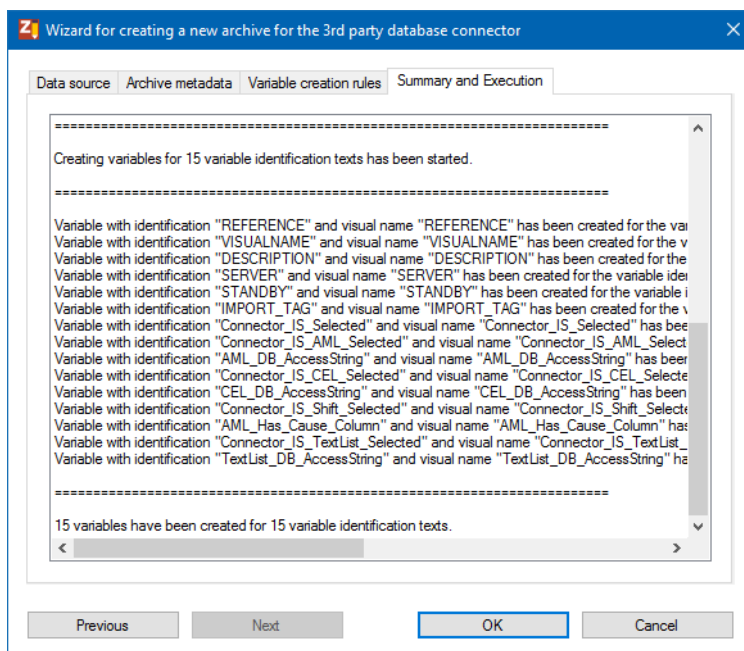 Wizard for creating a new archive for the 3rd party database connector
Data source Archive metadata Variable creation rules Summary and Execution
========================================================================
Creating variables for 15 variable identification texts has been started.
========================================================================
Variable with identification "REFERENCE" and visual name "REFERENCE" has been created for the var
Variable with identification "VISUALNAME" and visual name "VISUALNAME" has been created for the v
Variable with identification "DESCRIPTION" and visual name "DESCRIPTION" has been created for the
Variable with identification "SERVER" and visual name "SERVER" has been created for the variable iden
Variable with identification "STANDBY" and visual name "STANDBY" has been created for the variable i
Variable with identification "IMPORT_TAG" and visual name "IMPORT_TAG" has been created for the v
Variable with identification "Connector_IS_Selected" and visual name "Connector_IS_Selected" has bee
Variable with identification "Connector_IS_AML_Selected" and visual name "Connector_IS_AML_Select
Variable with identification "AML_DB_AccessString" and visual name "AML_DB_AccessString" has been
Variable with identification "Connector_IS_CEL_Selected" and visual name "Connector_IS_CEL_Selecte
Variable with identification "CEL_DB_AccessString" and visual name "CEL_DB_AccessString" has been
Variable with identification "Connector_IS_Shift_Selected" and visual name "Connector_IS_Shift_Selecte
Variable with identification "AML_Has_Cause_Column" and visual name "AML_Has_Cause_Column" has
Variable with identification "Connector_IS_TextList_Selected" and visual name "Connector_IS_TextList_
Variable with identification "TextList_DB_AccessString" and visual name "TextList_DB_AccessString" ha
========================================================================
15 variables have been created for 15 variable identification texts.
Previous Next OK Cancel